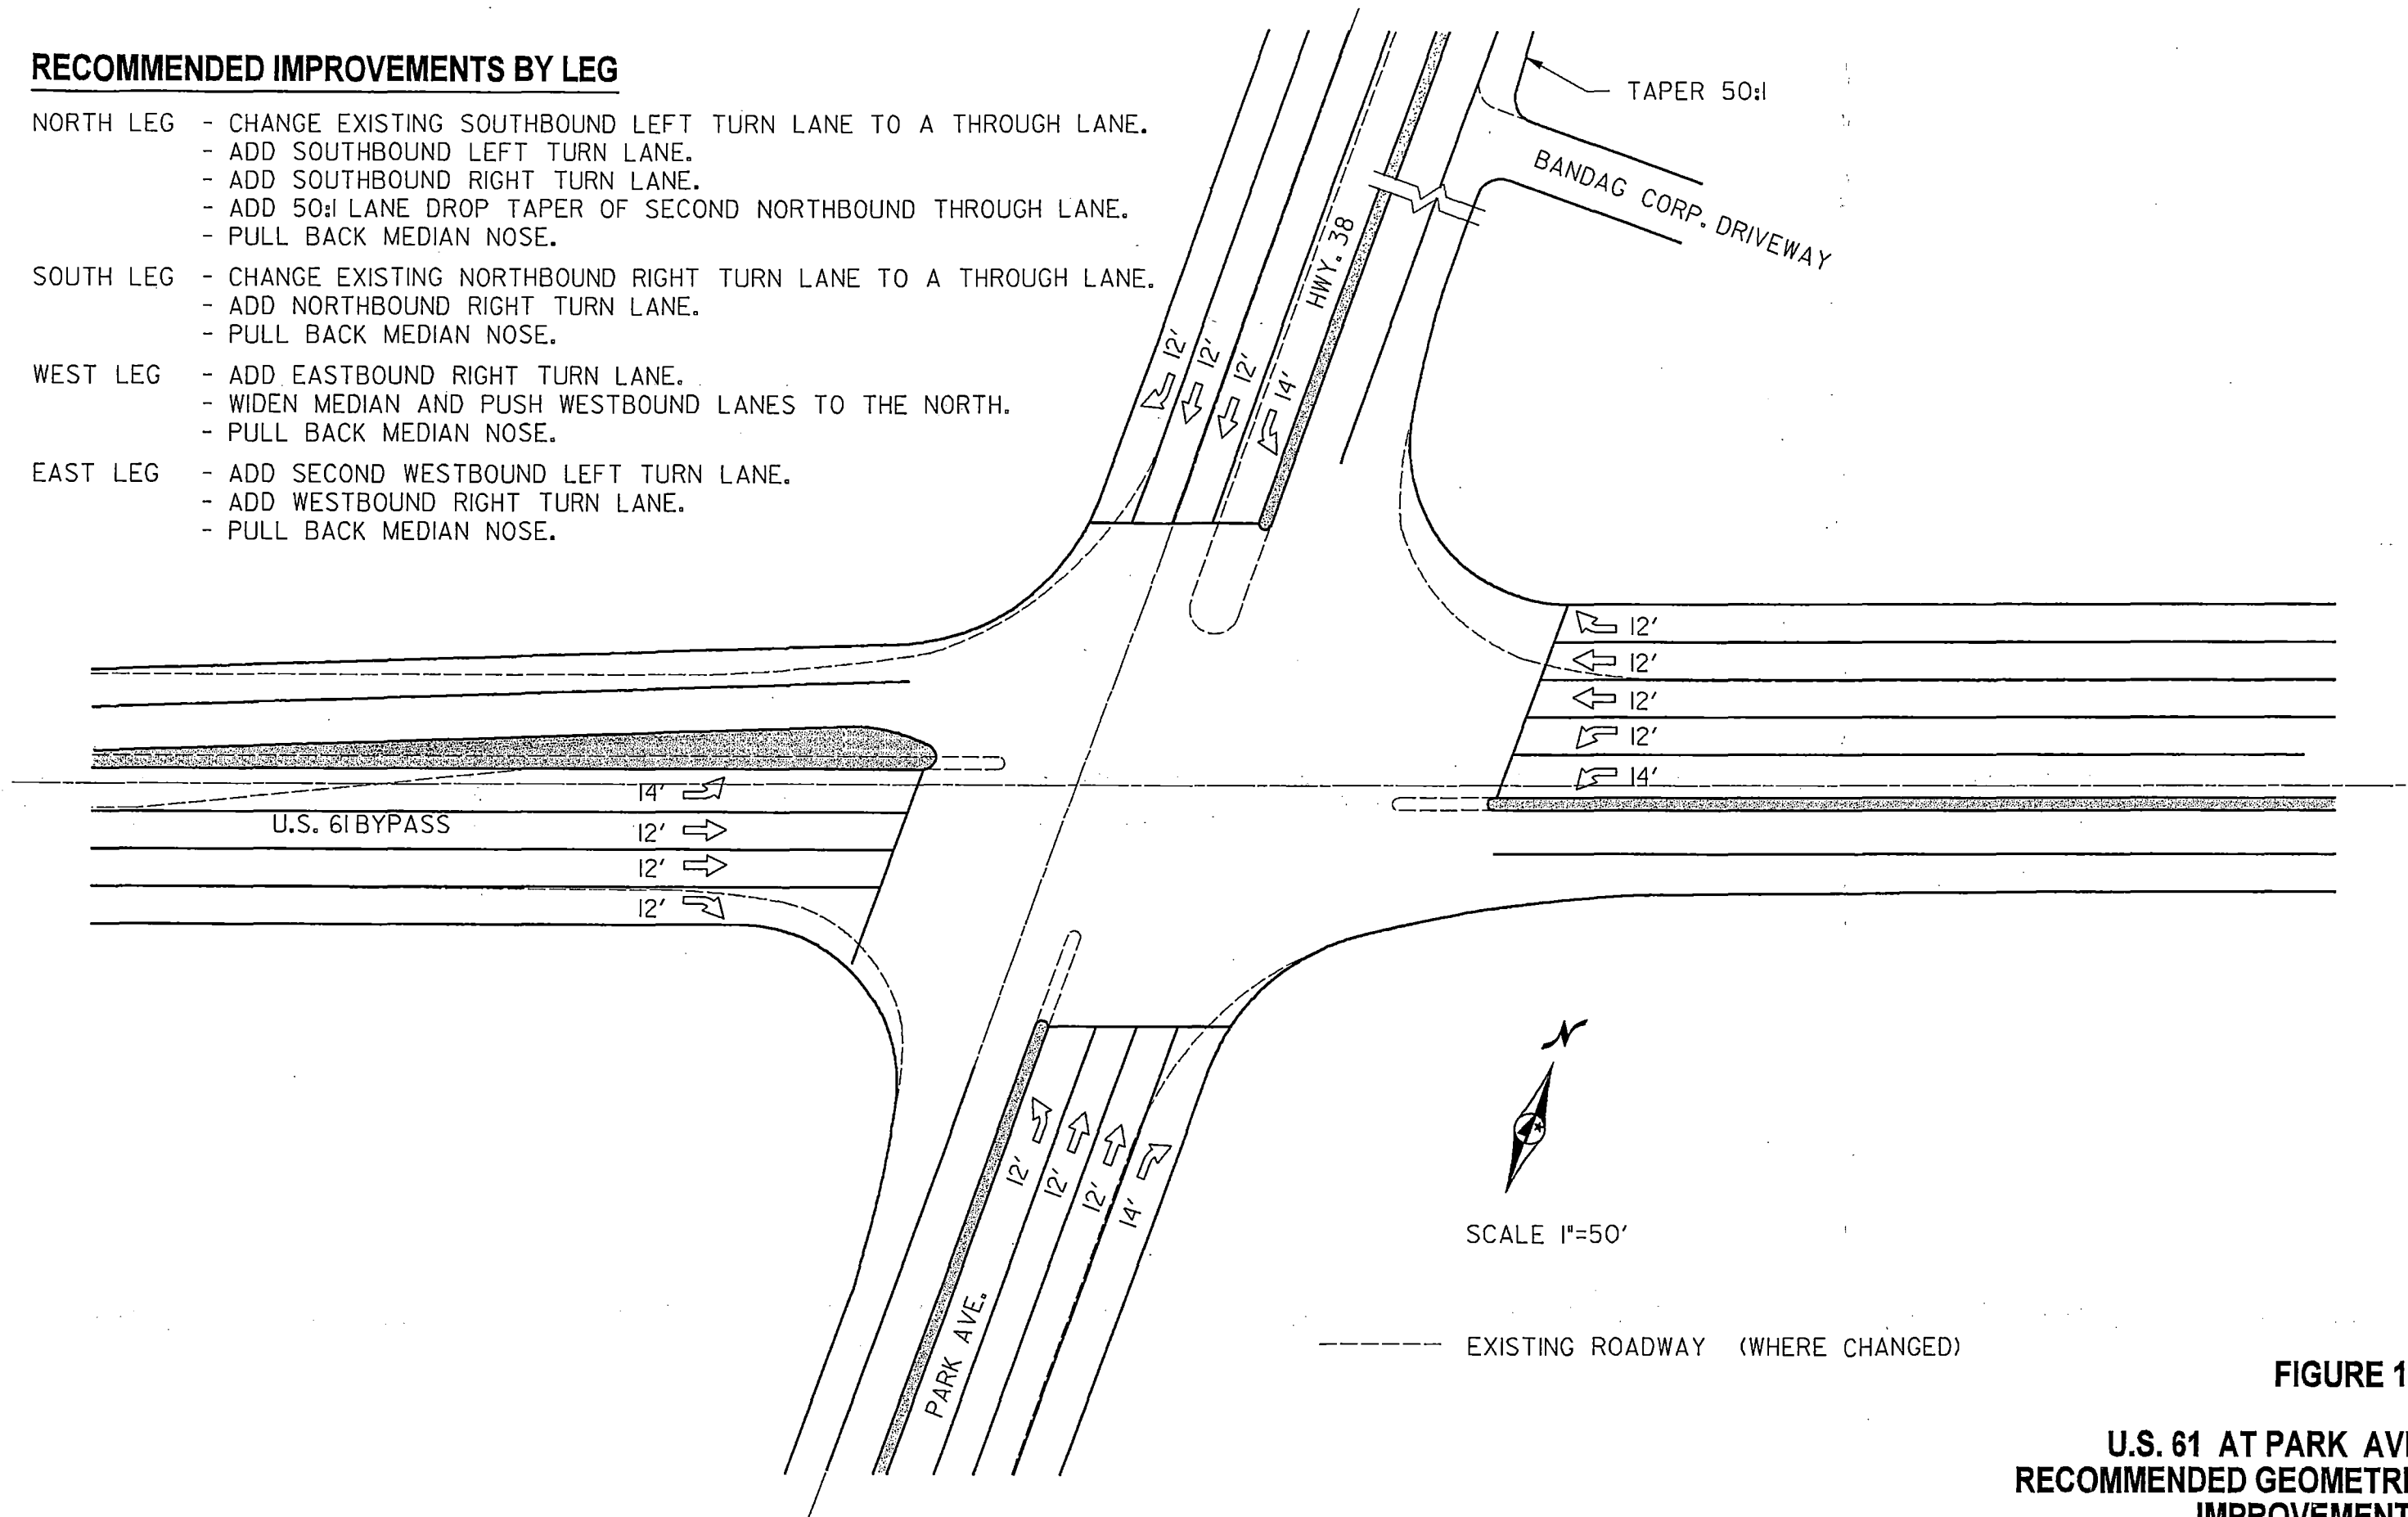 RECOMMENDED IMPROVEMENTS BY LEG
NORTH LEG - CHANGE EXISTING SOUTHBOUND LEFT TURN LANE TO A THROUGH LANE.
- ADD SOUTHBOUND LEFT TURN LANE.
- ADD SOUTHBOUND RIGHT TURN LANE.
- ADD 50:1 LANE DROP TAPER OF SECOND NORTHBOUND THROUGH LANE.
- PULL BACK MEDIAN NOSE.
SOUTH LEG - CHANGE EXISTING NORTHBOUND RIGHT TURN LANE TO A THROUGH LANE.
- ADD NORTHBOUND RIGHT TURN LANE.
- PULL BACK MEDIAN NOSE.
WEST LEG - ADD EASTBOUND RIGHT TURN LANE.
- WIDEN MEDIAN AND PUSH WESTBOUND LANES TO THE NORTH.
- PULL BACK MEDIAN NOSE.
EAST LEG - ADD SECOND WESTBOUND LEFT TURN LANE.
- ADD WESTBOUND RIGHT TURN LANE.
- PULL BACK MEDIAN NOSE.
TAPER 50:1
BANDAG CORP. DRIVEWAY
HWY. 38
12'
12'
12'
14'
12'
12'
12'
12'
14'
14'
U.S. 61 BYPASS
12'
12'
12'
12'
12'
12'
14'
PARK AVE.
N
SCALE 1"=50'
EXISTING ROADWAY (WHERE CHANGED)
FIGURE 1
U.S. 61 AT PARK AV
RECOMMENDED GEOMETRI
IMPROVEMENT